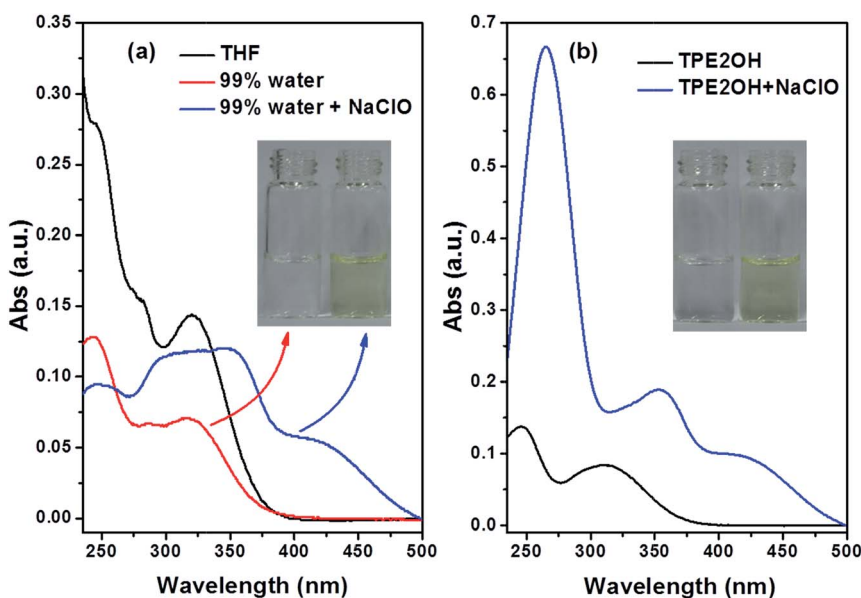 (a)
THF
99% water
99% water + NaClO
Abs (a.u.)
0.35
0.30
0.25
0.20
0.15
0.10
0.05
0.00
250
300
350
400
450
500
Wavelength (nm)
(b)
TPE2OH
TPE2OH+NaClO
Abs (a.u.)
0.7
0.6
0.5
0.4
0.3
0.2
0.1
0.0
250
300
350
400
450
500
Wavelength (nm)